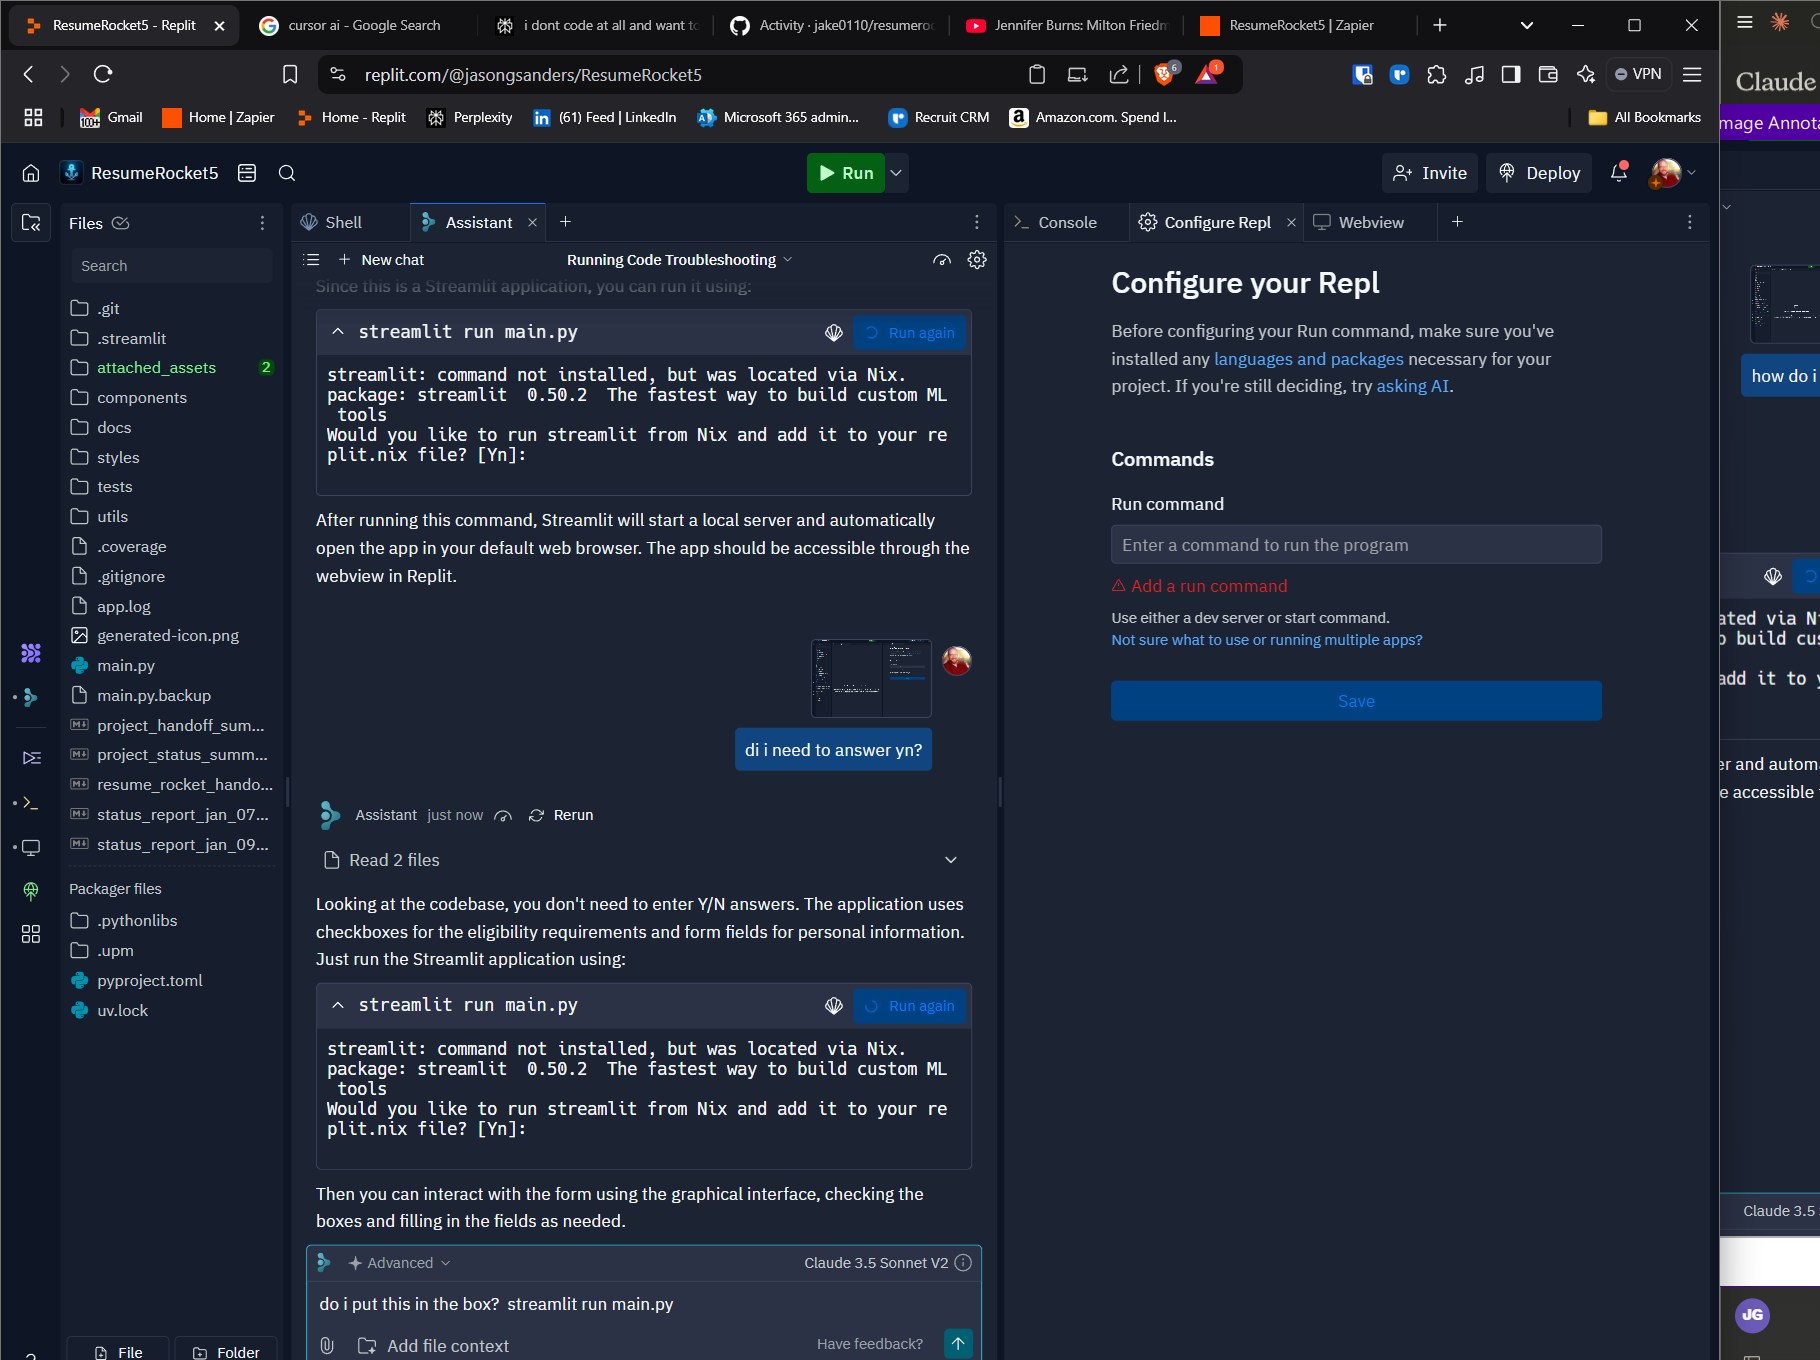 ResumeRocket5 - Replit
cursor ai - Google Search
i dont code at all and want to
Activity · jake0110/resumeroc
Jennifer Burns: Milton Friedm
ResumeRocket5 | Zapier
replit.com/@jasongsanders/ResumeRocket5
6
1
VPN
Claude
100+
Gmail
Home | Zapier
Home - Replit
Perplexity
(61) Feed | LinkedIn
Microsoft 365 admin...
Recruit CRM
Amazon.com. Spend l...
All Bookmarks
mage Annota
ResumeRocket5
Run
Invite
Deploy
Files
Search
.git
.streamlit
attached_assets
2
components
docs
styles
tests
utils
.coverage
.gitignore
app.log
generated-icon.png
main.py
main.py.backup
project_handoff_sum...
project_status_summ...
resume_rocket_hando...
status_report_jan_07...
status_report_jan_09...
Packager files
.pythonlibs
.upm
pyproject.toml
uv.lock
File
Folder
Shell
Assistant
New chat
Running Code Troubleshooting
Since this is a Streamlit application, you can run it using:
streamlit run main.py
Run again
streamlit: command not installed, but was located via Nix.
package: streamlit 0.50.2 The fastest way to build custom ML
tools
Would you like to run streamlit from Nix and add it to your re
plit.nix file? [Yn]:
After running this command, Streamlit will start a local server and automatically
open the app in your default web browser. The app should be accessible through the
webview in Replit.
di i need to answer yn?
Assistant just now
Rerun
Read 2 files
Looking at the codebase, you don't need to enter Y/N answers. The application uses
checkboxes for the eligibility requirements and form fields for personal information.
Just run the Streamlit application using:
streamlit run main.py
Run again
streamlit: command not installed, but was located via Nix.
package: streamlit 0.50.2 The fastest way to build custom ML
tools
Would you like to run streamlit from Nix and add it to your re
plit.nix file? [Yn]:
Then you can interact with the form using the graphical interface, checking the
boxes and filling in the fields as needed.
Advanced
Claude 3.5 Sonnet V2
do i put this in the box? streamlit run main.py
Add file context
Have feedback?
Console
Configure Repl
Webview
Configure your Repl
Before configuring your Run command, make sure you've
installed any languages and packages necessary for your
project. If you're still deciding, try asking AI.
Commands
Run command
Enter a command to run the program
Add a run command
Use either a dev server or start command.
Not sure what to use or running multiple apps?
Save
how do i
ated via N
o build cus
add it to y
er and autom
e accessible
Claude 3.5
JG